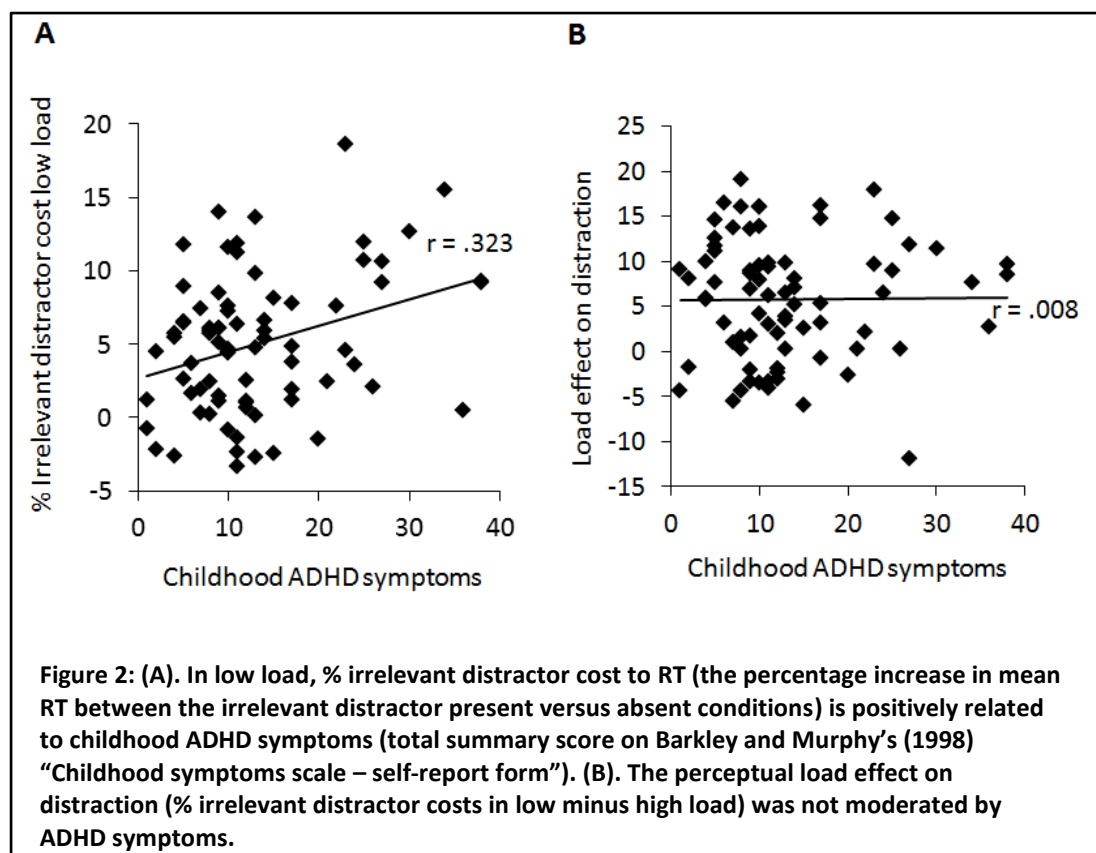 A
% Irrelevant distractor cost low load
20
15
10
5
0
-5
r = .323
0 10 20 30 40
Childhood ADHD symptoms
B
Load effect on distraction
25
20
15
10
5
0
-5
-10
-15
r = .008
0 10 20 30 40
Childhood ADHD symptoms
Figure 2: (A). In low load, % irrelevant distractor cost to RT (the percentage increase in mean
RT between the irrelevant distractor present versus absent conditions) is positively related
to childhood ADHD symptoms (total summary score on Barkley and Murphy’s (1998)
“Childhood symptoms scale – self-report form”). (B). The perceptual load effect on
distraction (% irrelevant distractor costs in low minus high load) was not moderated by
ADHD symptoms.